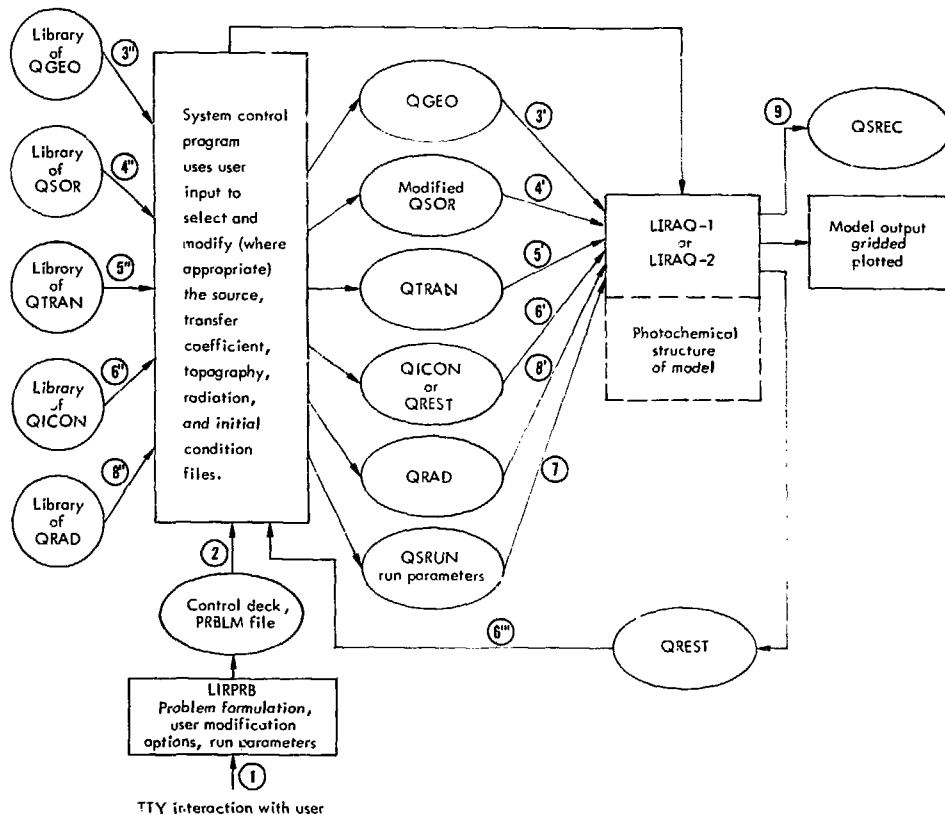 Library
of
QGEO
3"
Library
of
QSOR
4"
Library
of
QTRAN
5"
Library
of
QICON
6"
Library
of
QRAD
8"
System control
program
uses user
input to
select and
modify (where
appropriate)
the source,
transfer
coefficient,
topography,
radiation,
and initial
condition
files.
QGEO
3'
Modified
QSOR
4'
QTRAN
5'
QICON
or
QREST
6'
QRAD
8'
QSRUN
run parameters
7
LIRAQ-1
or
LIRAQ-2
Photochemical
structure
of model
9
QSREC
Model output
gridded
plotted
QREST
6'''
2
Control deck,
PRBLM file
LIRPRB
Problem formulation,
user modification
options, run parameters
1
TTY interaction with user